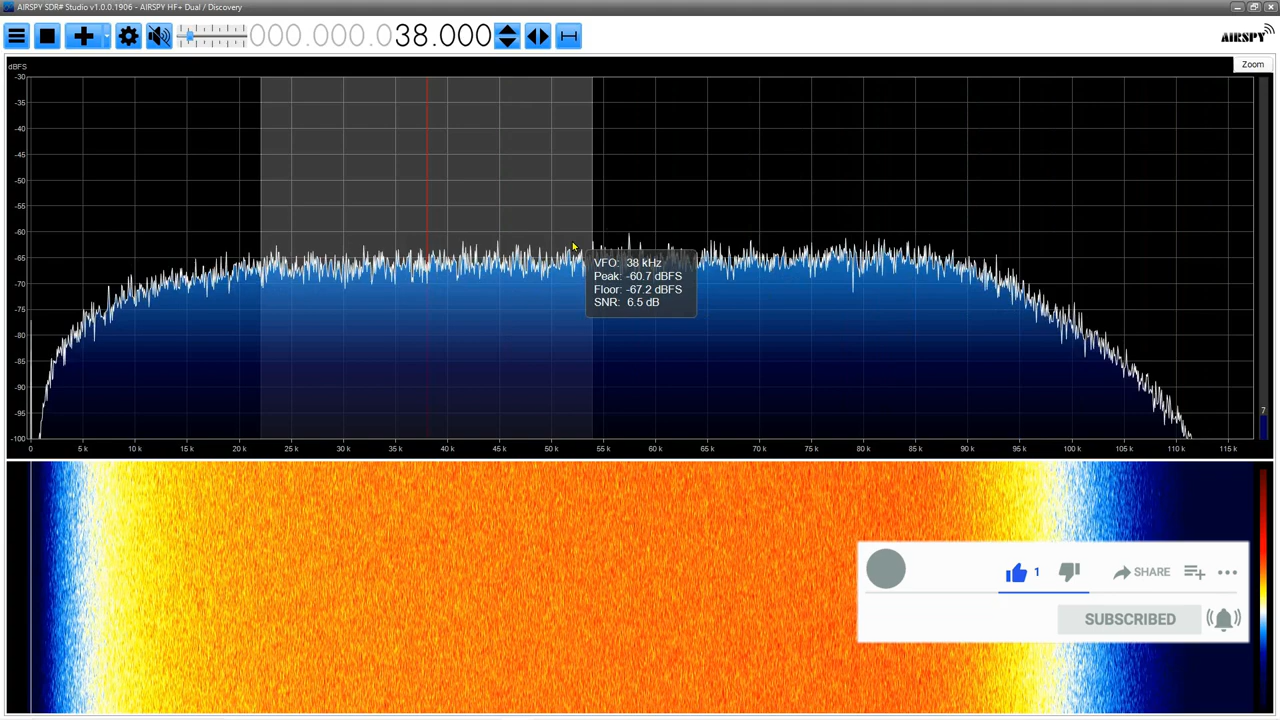 AIRSPY SDR# Studio v1.0.0.1906 - AIRSPY HF+ Dual / Discovery
000.000.038.000
AIRSPY
dBFS
Zoom
-30
-35
-40
-45
-50
-55
-60
-65
-70
-75
-80
-85
-90
-95
-100
VFO: 38 kHz
Peak: -60.7 dBFS
Floor: -67.2 dBFS
SNR: 6.5 dB
7
0 5 k 10 k 15 k 20 k 25 k 30 k 35 k 40 k 45 k 50 k 55 k 60 k 65 k 70 k 75 k 80 k 85 k 90 k 95 k 100 k 105 k 110 k 115 k
1 SHARE
SUBSCRIBED